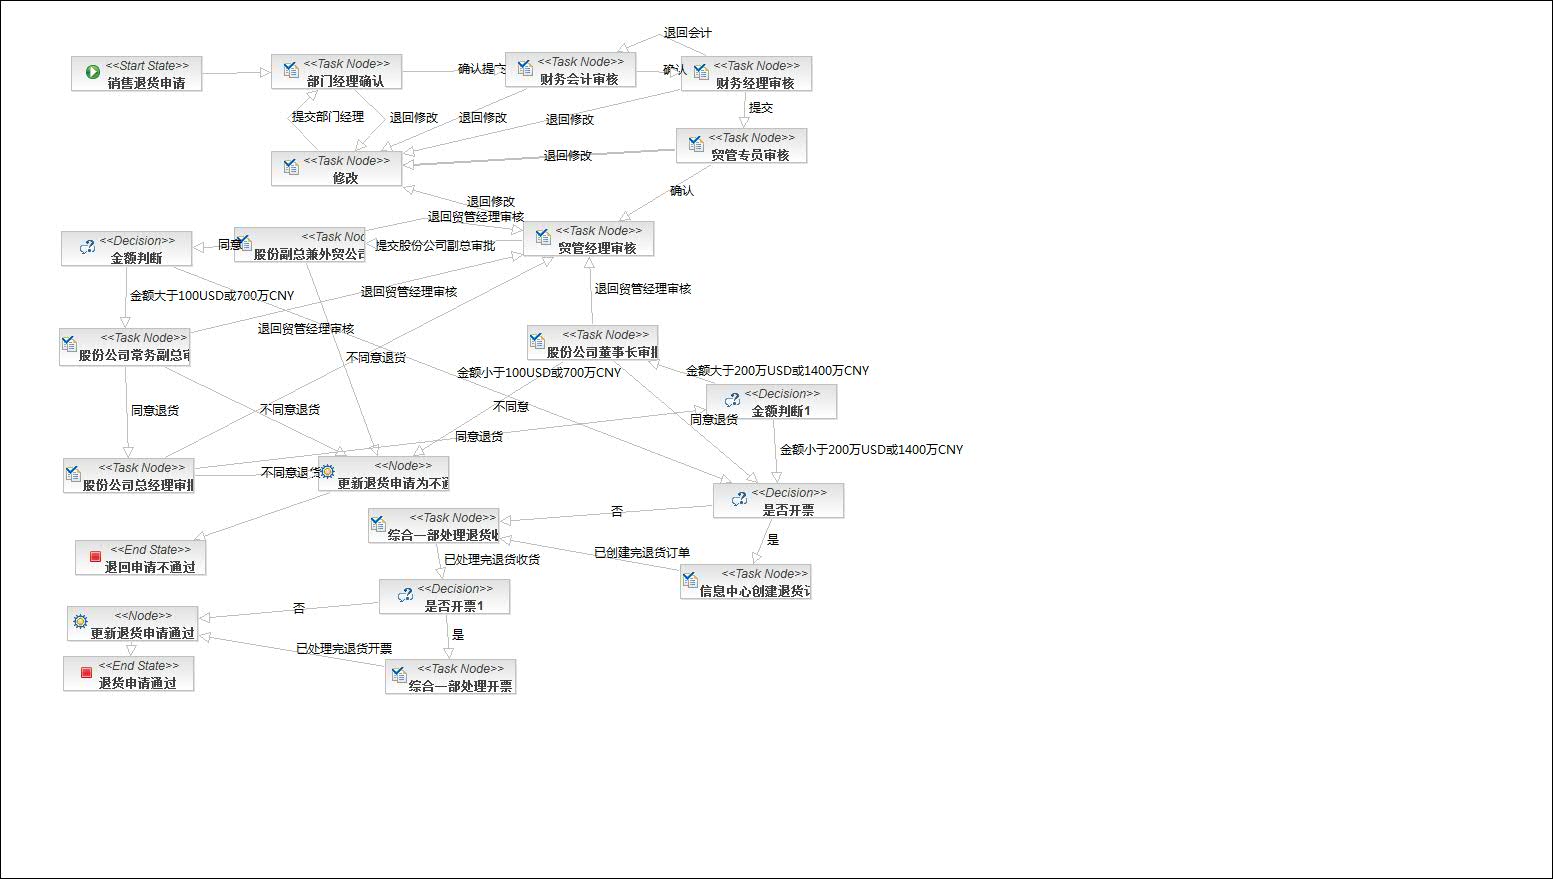 退回会计
<<Start State>>
销售退货申请
<<Task Node>>
部门经理确认
确认提交
<<Task Node>>
财务会计审核
确认
<<Task Node>>
财务经理审核
提交部门经理
退回修改
退回修改
退回修改
提交
<<Task Node>>
修改
退回修改
<<Task Node>>
贸管专员审核
退回修改
确认
退回贸管经理审核
<<Decision>>
金额判断
同意
<<Task Nod
股份副总兼外贸公司
提交股份公司副总审批
<<Task Node>>
贸管经理审核
金额大于100USD或700万CNY
退回贸管经理审核
退回贸管经理审核
<<Task Node>>
股份公司常务副总审
退回贸管经理审核
不同意退货
<<Task Node>>
股份公司董事长审批
金额小于100USD或700万CNY
金额大于200万USD或1400万CNY
同意退货
不同意退货
不同意
同意退货
<<Decision>>
金额判断1
同意退货
金额小于200万USD或1400万CNY
<<Task Node>>
股份公司总经理审批
不同意退货
<<Node>>
更新退货申请为不通
<<Decision>>
是否开票
否
是
<<Task Node>>
综合一部处理退货收
<<End State>>
退回申请不通过
已处理完退货收货
已创建完退货订单
<<Task Node>>
信息中心创建退货订
<<Decision>>
是否开票1
否
是
<<Node>>
更新退货申请通过
已处理完退货开票
<<End State>>
退货申请通过
<<Task Node>>
综合一部处理开票